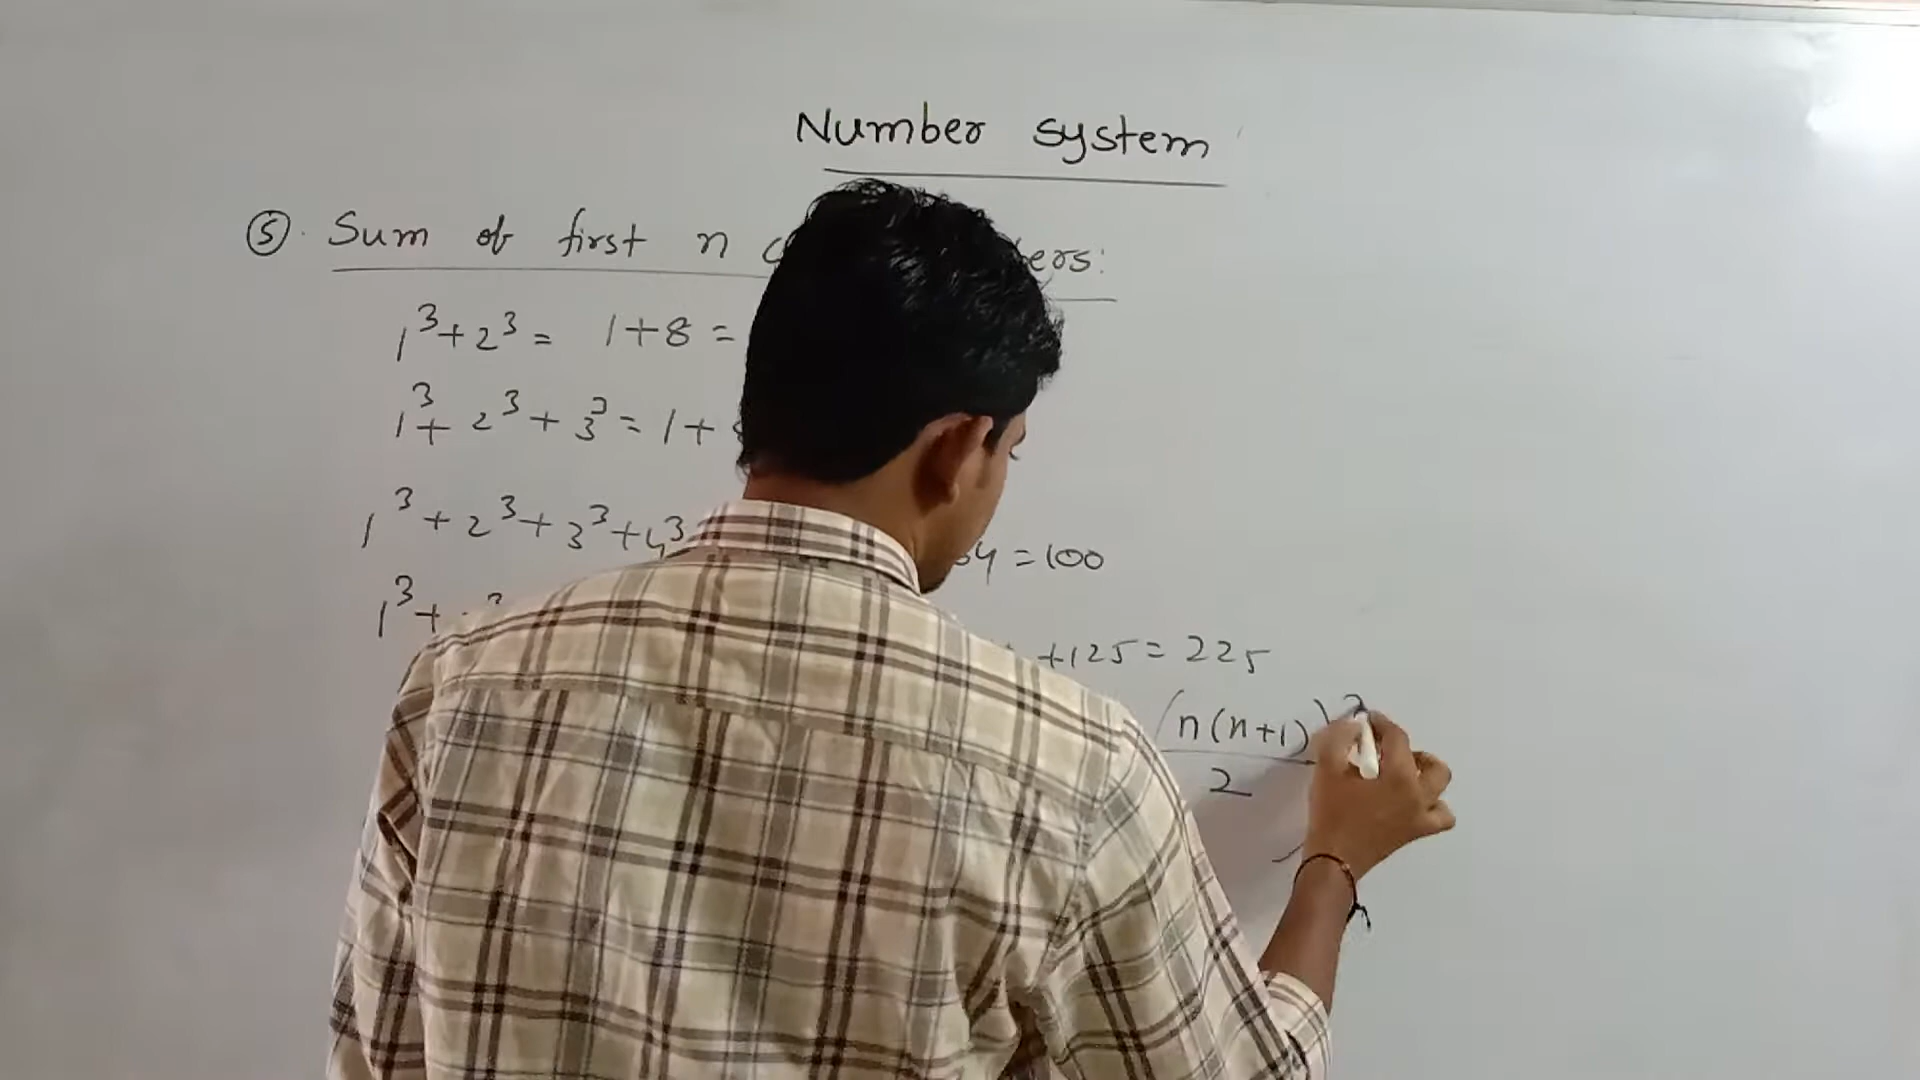 Number system
⑤. Sum of first n
1³+2³ = 1+8 =
1³+ 2³ + 3³ = 1+
1³ + 2³ + 3³ + 4³ 4 = 100
1³+ +125 = 225
(n(n+1)
2
)²